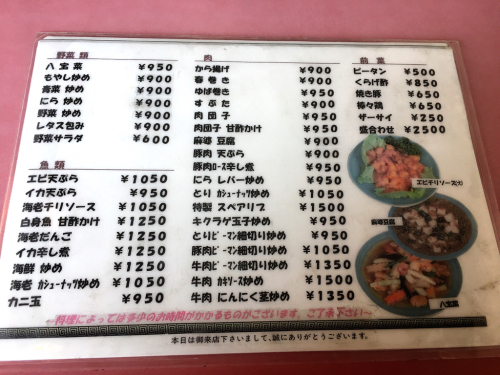 野菜類
八宝菜 ¥950
もやし炒め ¥900
青菜 炒め ¥900
にら 炒め ¥900
野菜 炒め ¥900
レタス包み ¥900
野菜サラダ ¥600
魚類
エビ天ぷら ¥1050
イカ天ぷら ¥1050
海老チリソース ¥1050
白身魚 甘酢かけ ¥1250
海老だんご ¥1250
イカ辛し煮 ¥1250
海鮮 炒め ¥1250
海老 カシューナッツ炒め ¥1050
カニ玉 ¥950
肉
から揚げ ¥900
春巻き ¥900
ゆば巻き ¥950
すぶた ¥900
肉団子 ¥900
肉団子 甘酢かけ ¥900
麻婆 豆腐 ¥900
豚肉 天ぷら ¥900
豚肉ロース辛し煮 ¥1050
にら レバー炒め ¥950
とり カシューナッツ炒め ¥1050
特製 スペアリブ ¥1500
キクラゲ玉子炒め ¥950
とりピーマン細切り炒め ¥1050
豚肉ピーマン細切り炒め ¥1050
牛肉ピーマン細切り炒め ¥1350
牛肉 カキソース炒め ¥1500
牛肉 にんにく茎炒め ¥1350
前菜
ピータン ¥500
くらげ酢 ¥850
焼き豚 ¥650
棒々鶏 ¥650
ザーサイ ¥250
盛合わせ ¥2500
エビチリソース(大)
麻婆豆腐
八宝菜
～料理によっては多少のお時間がかかるものがございます。ご了承下さい～
本日は御来店下さいまして、誠にありがとうございます。